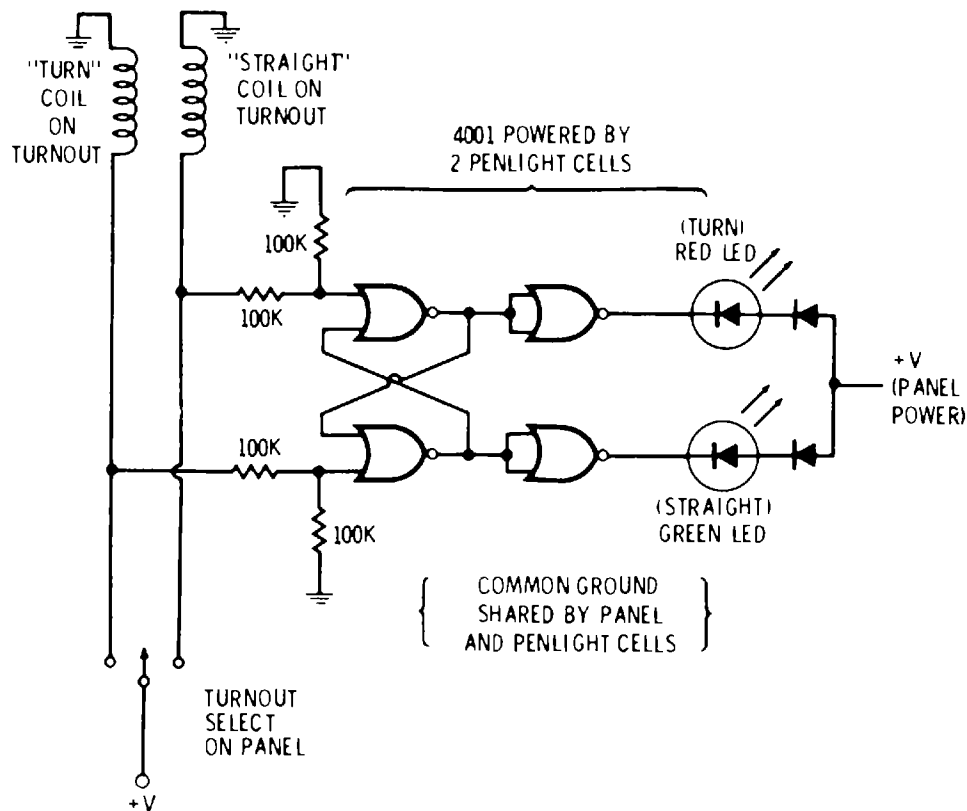 "TURN"
COIL
ON
TURNOUT
"STRAIGHT"
COIL ON
TURNOUT
4001 POWERED BY
2 PENLIGHT CELLS
100K
100K
(TURN)
RED LED
+V
(PANEL
POWER)
100K
100K
(STRAIGHT)
GREEN LED
COMMON GROUND
SHARED BY PANEL
AND PENLIGHT CELLS
TURNOUT
SELECT
ON PANEL
+V